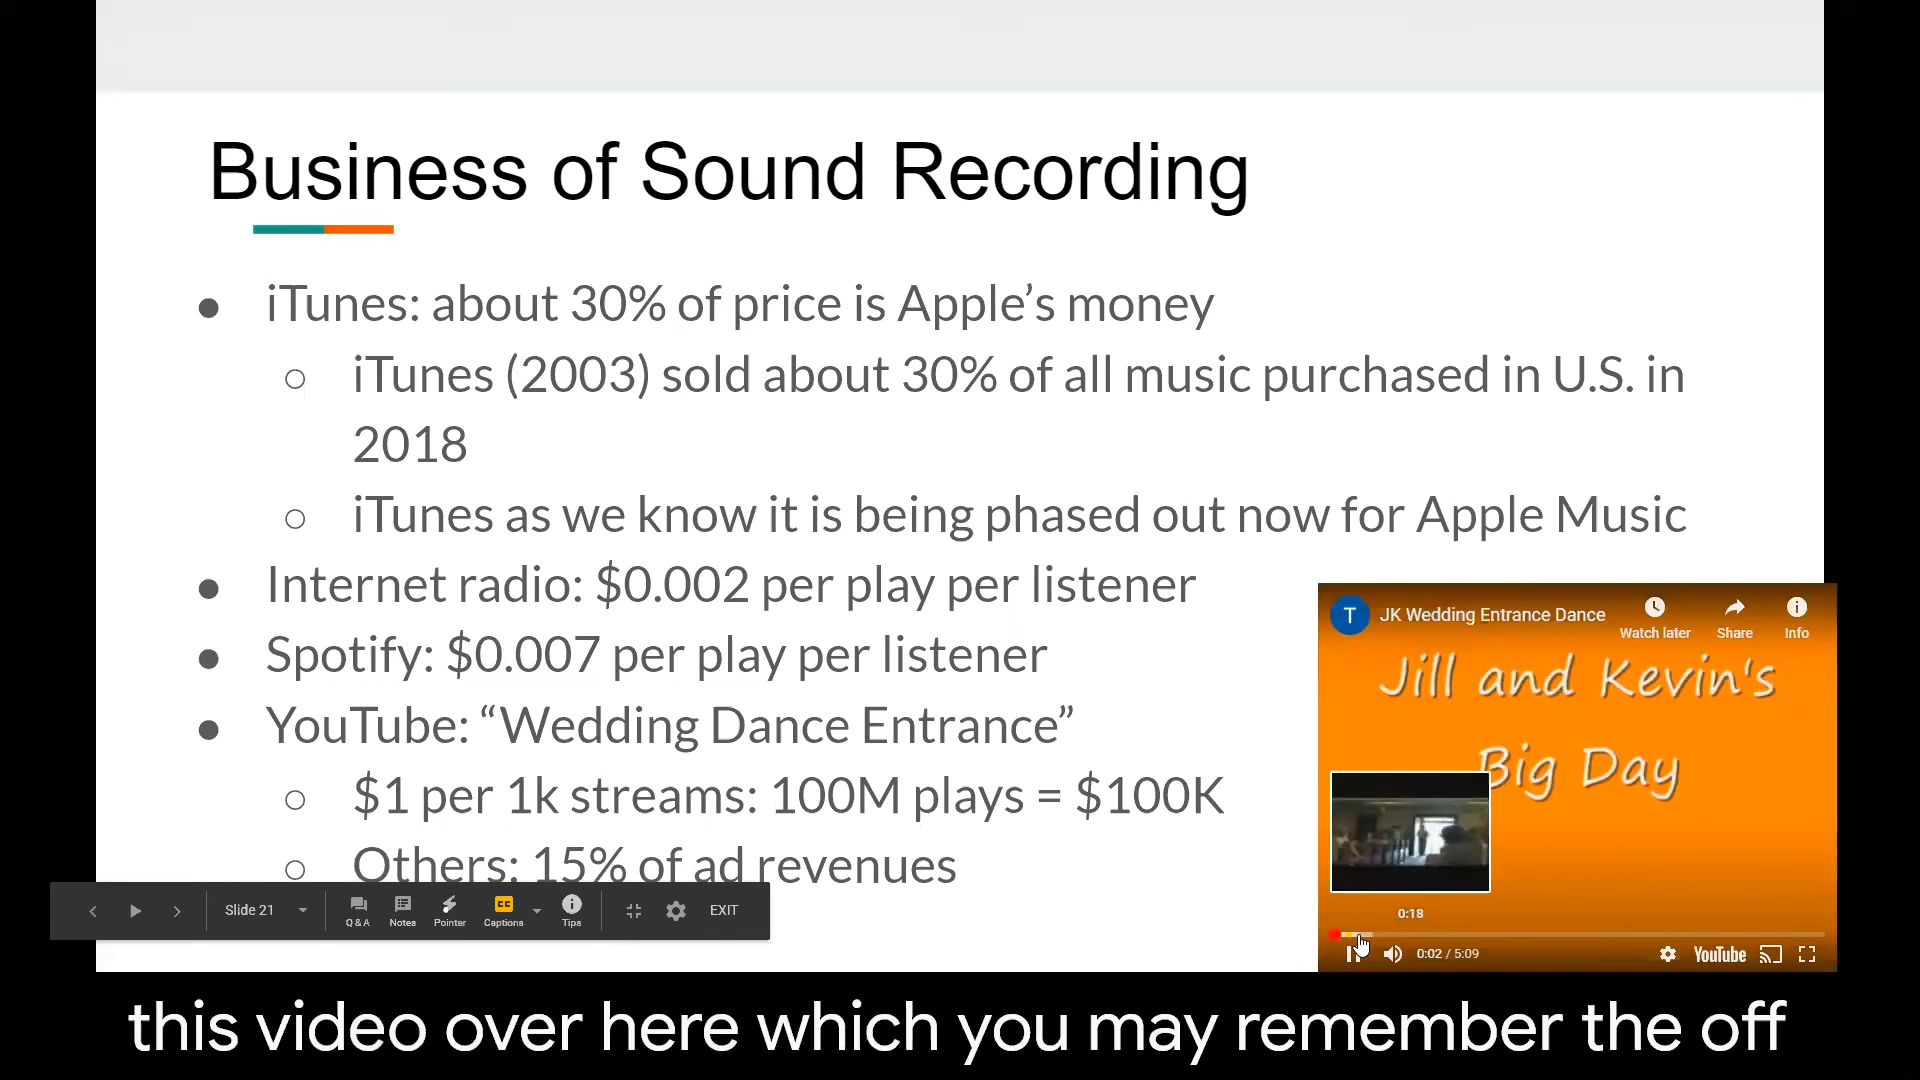 Business of Sound Recording
● iTunes: about 30% of price is Apple’s money
○ iTunes (2003) sold about 30% of all music purchased in U.S. in
2018
○ iTunes as we know it is being phased out now for Apple Music
● Internet radio: $0.002 per play per listener
● Spotify: $0.007 per play per listener
● YouTube: “Wedding Dance Entrance”
○ $1 per 1k streams: 100M plays = $100K
○ Others: 15% of ad revenues
T JK Wedding Entrance Dance
Watch later Share Info
Jill and Kevin's
Big Day
0:18
0:02 / 5:09 YouTube
Slide 21 Q & A Notes Pointer CC Captions Tips EXIT
this video over here which you may remember the off